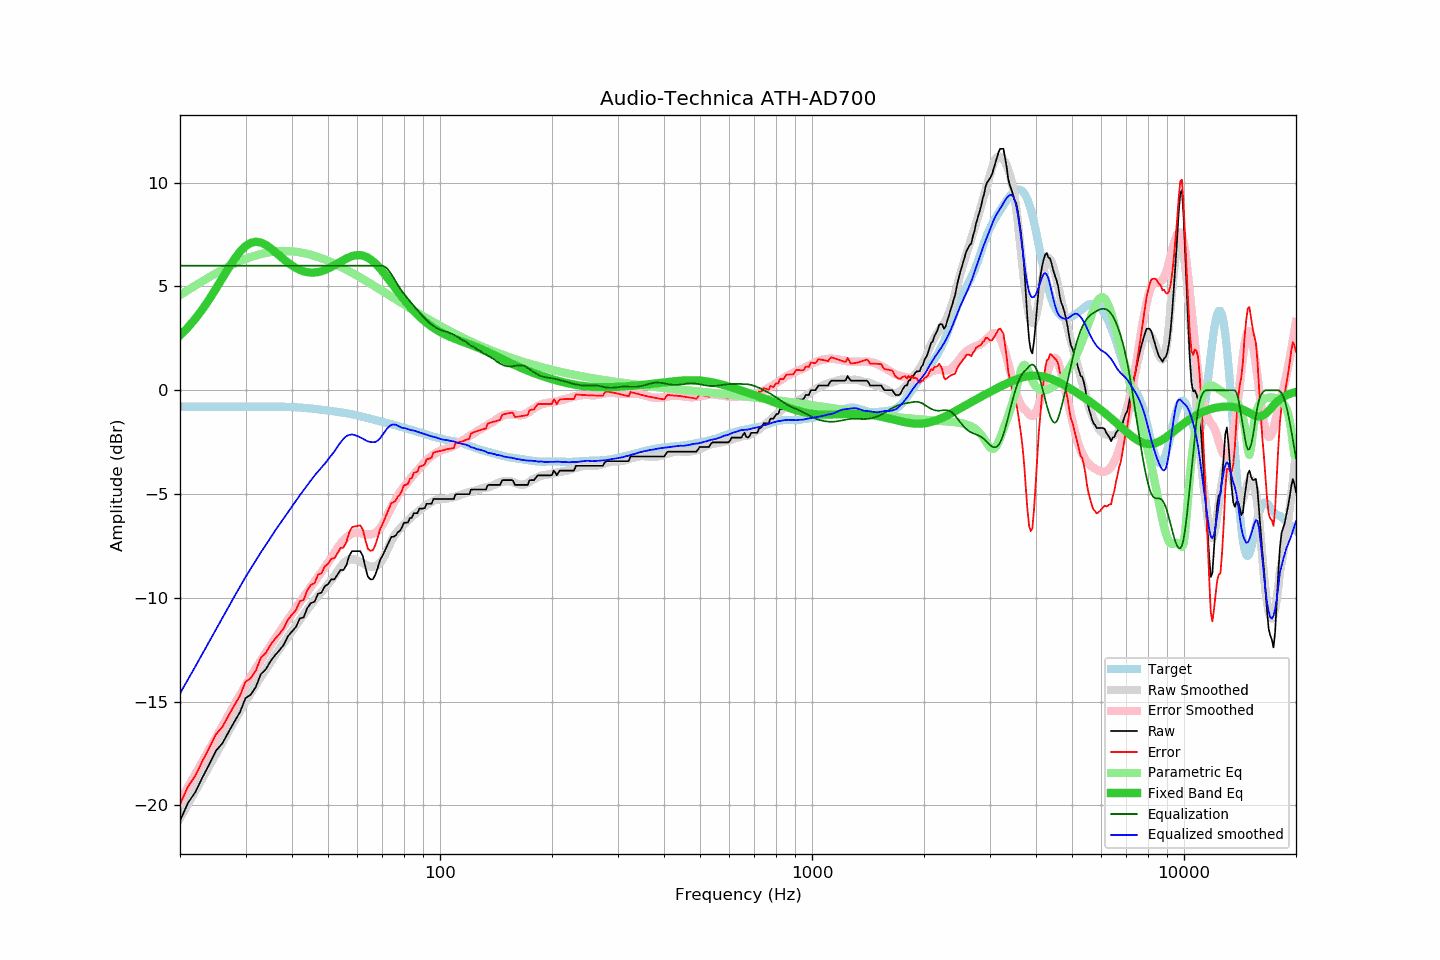 Audio-Technica ATH-AD700
Amplitude (dBr)
10
5
0
−5
−10
−15
−20
100
1000
10000
Frequency (Hz)
Target
Raw Smoothed
Error Smoothed
Raw
Error
Parametric Eq
Fixed Band Eq
Equalization
Equalized smoothed